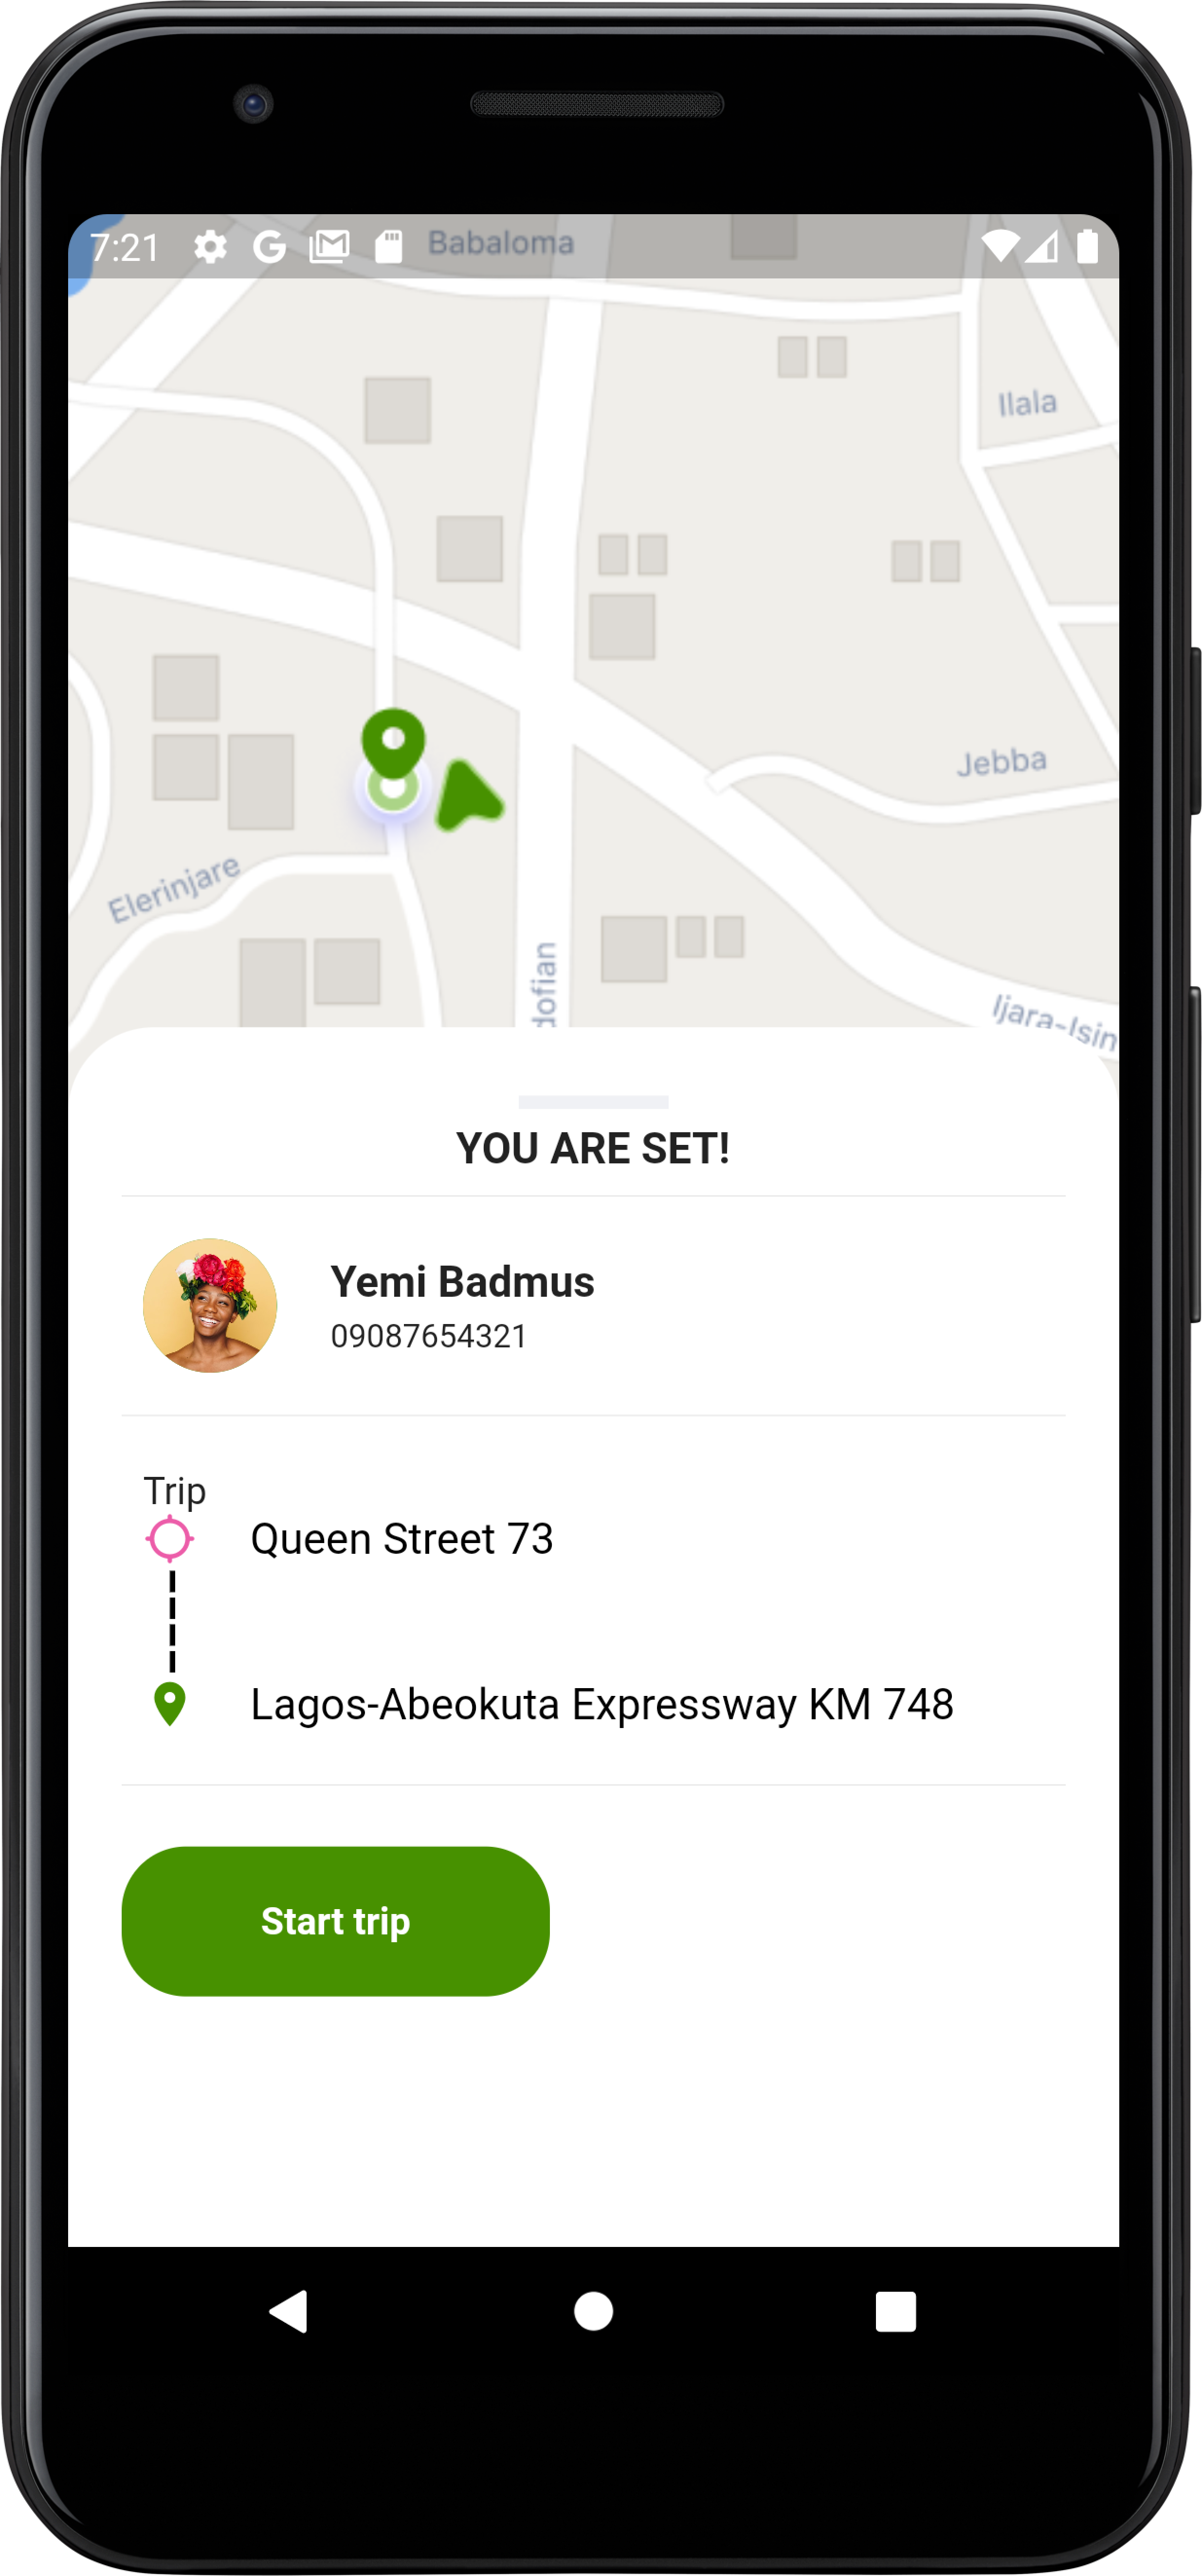 7:21
Babaloma
Ilala
Jebba
Elerinjare
dofian
Ijara-Isin
YOU ARE SET!
Yemi Badmus
09087654321
Trip
Queen Street 73
Lagos-Abeokuta Expressway KM 748
Start trip